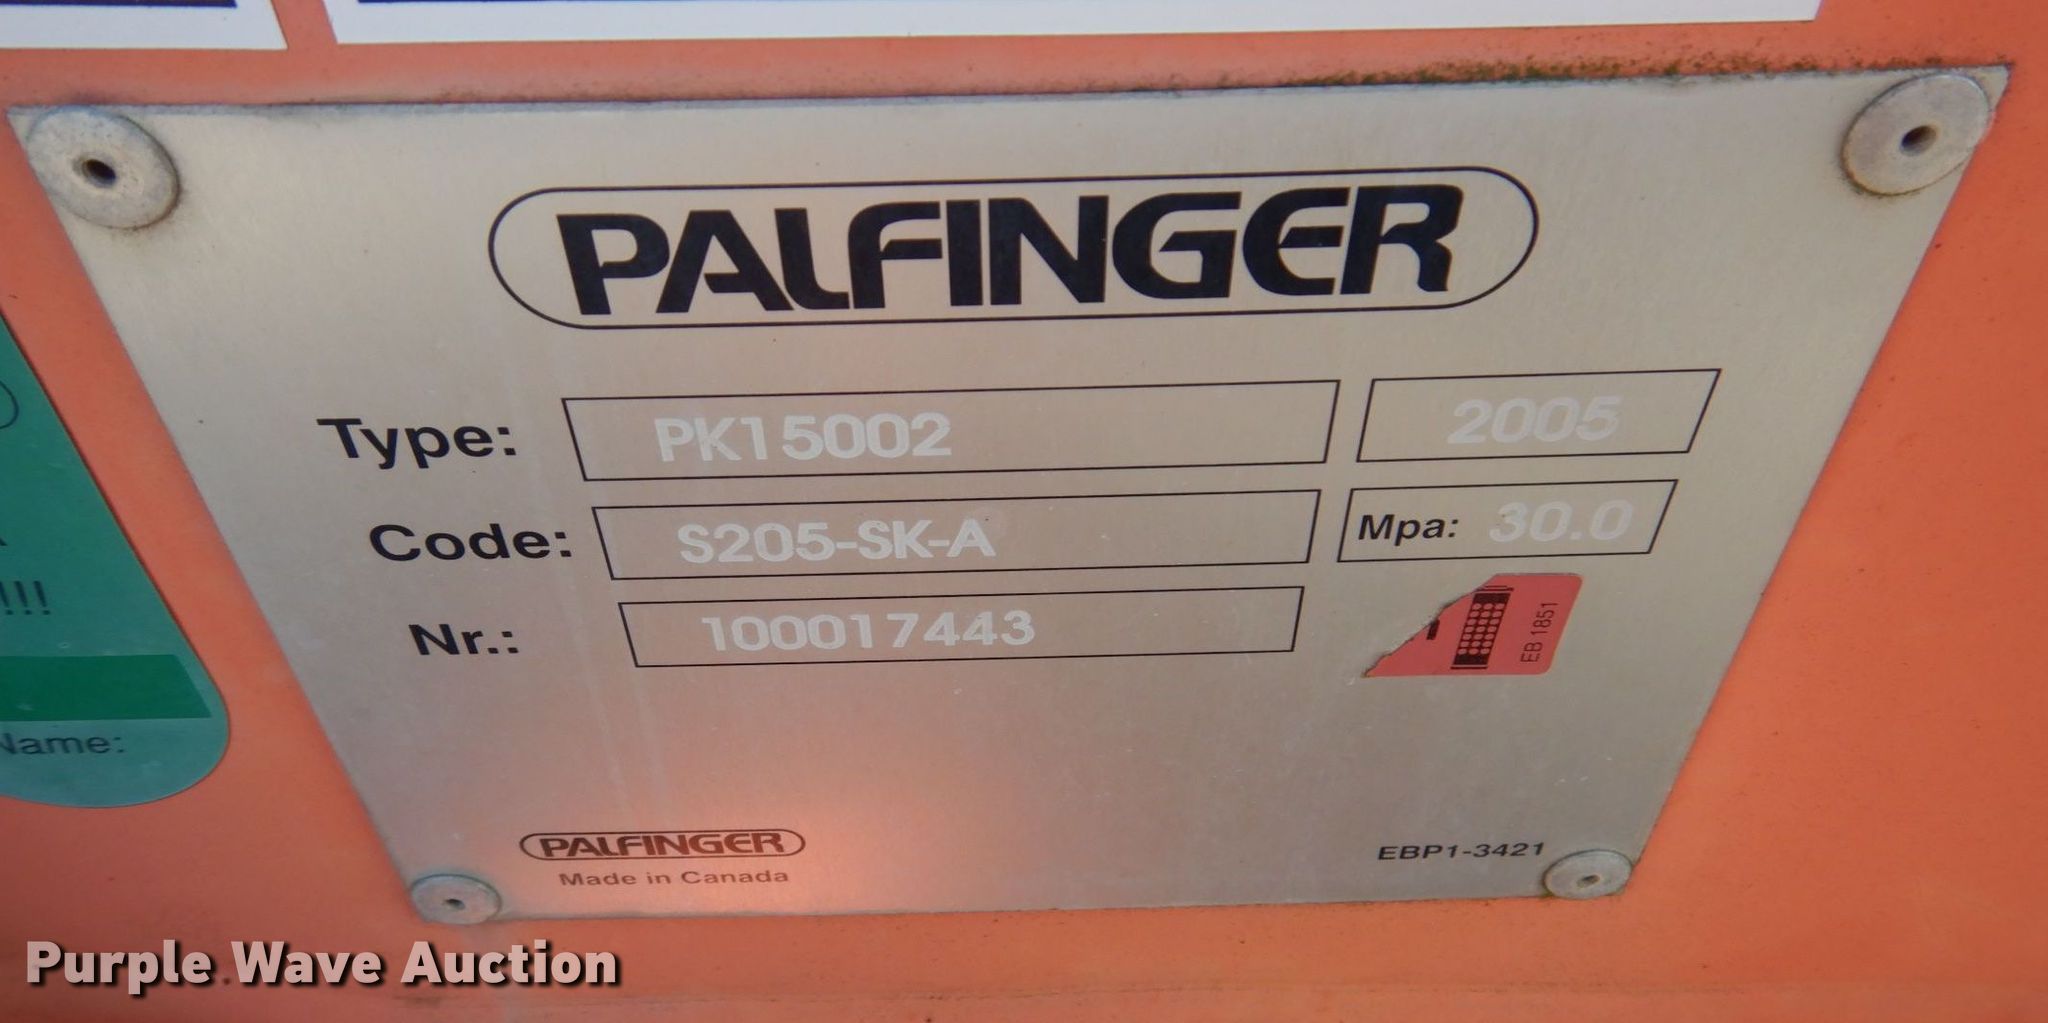 PALFINGER
Type: PK15002 2005
Code: S205-SK-A Mpa: 30.0
Nr.: 100017443
EB 1851
!!!
Name:
PALFINGER
Made in Canada
EBP1-3421
Purple Wave Auction